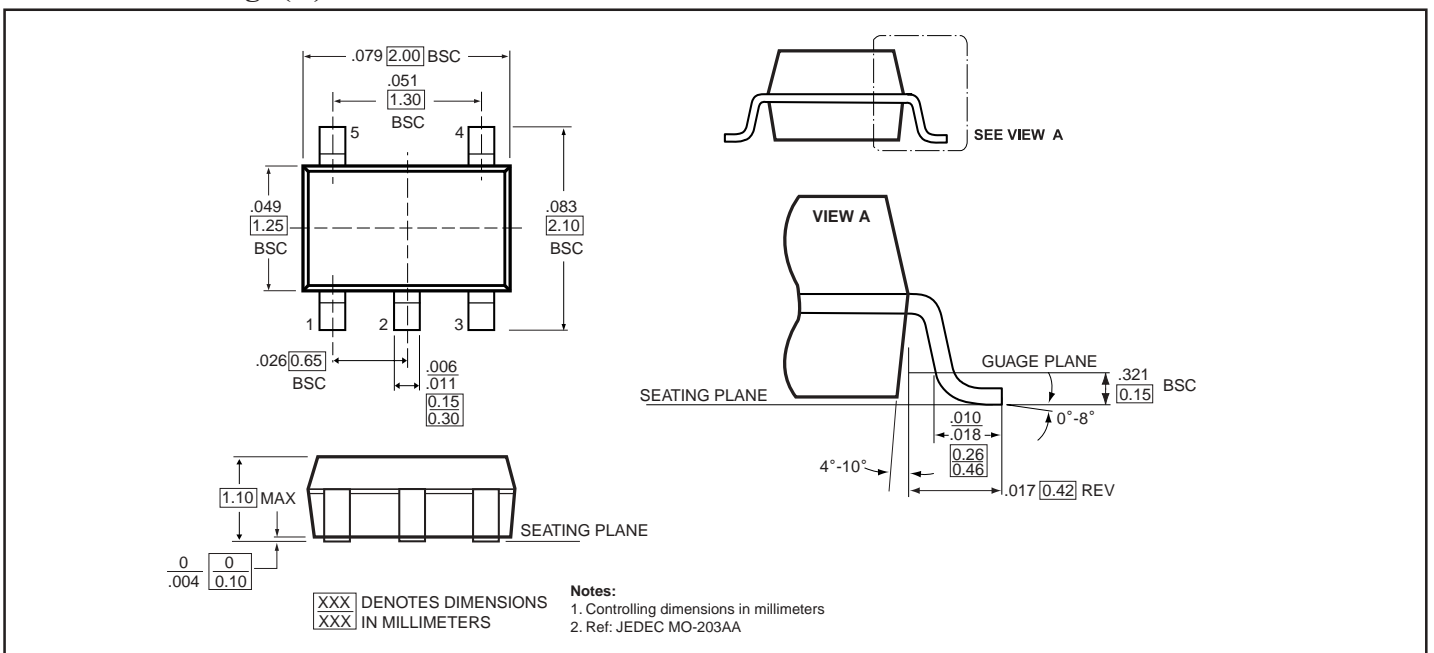 .079 2.00 BSC
.051
1.30
BSC
5
4
.049
1.25
BSC
.083
2.10
BSC
1
2
3
.026 0.65
BSC
.006
.011
0.15
0.30
SEE VIEW A
VIEW A
GUAGE PLANE
SEATING PLANE
.321
0.15
BSC
0°-8°
.010
.018
0.26
0.46
4°-10°
.017 0.42 REV
1.10 MAX
SEATING PLANE
0
.004
0
0.10
XXX DENOTES DIMENSIONS
XXX IN MILLIMETERS
Notes:
1. Controlling dimensions in millimeters
2. Ref: JEDEC MO-203AA